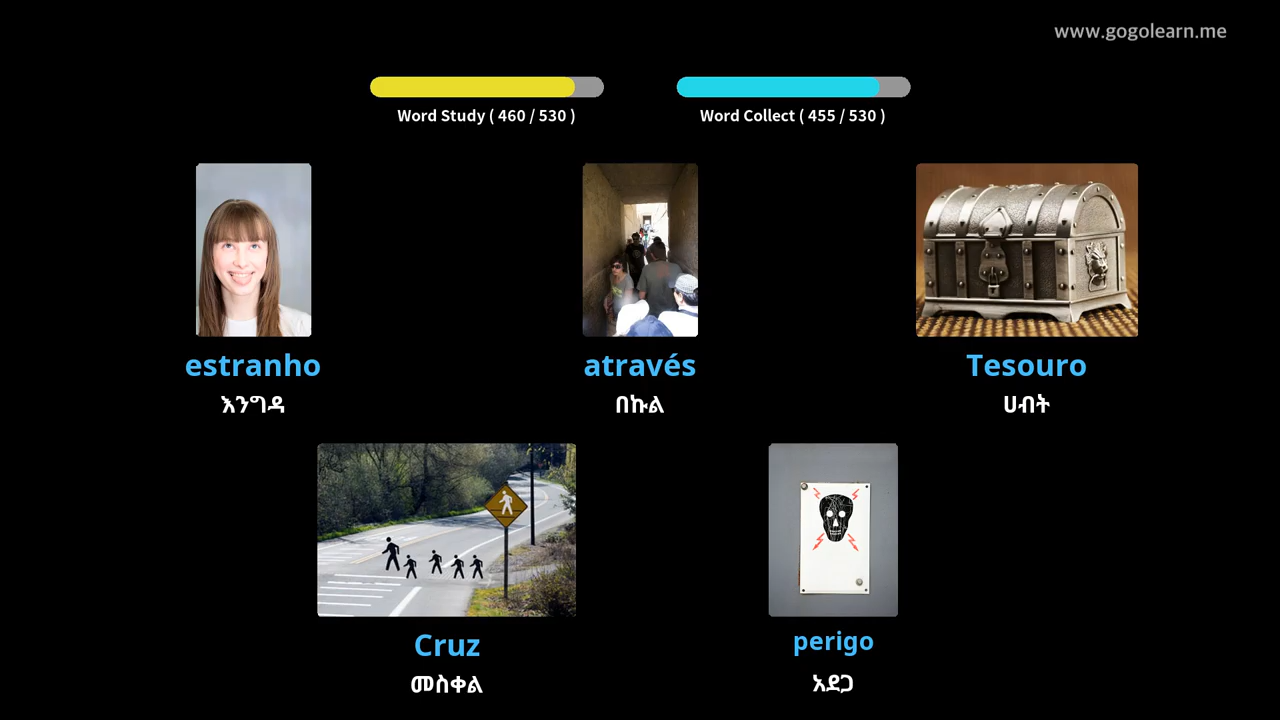 www.gogolearn.me
Word Study ( 460 / 530 )
Word Collect ( 455 / 530 )
estranho
እንግዳ
através
በኩል
Tesouro
ሀብት
Cruz
መስቀል
perigo
አደጋ